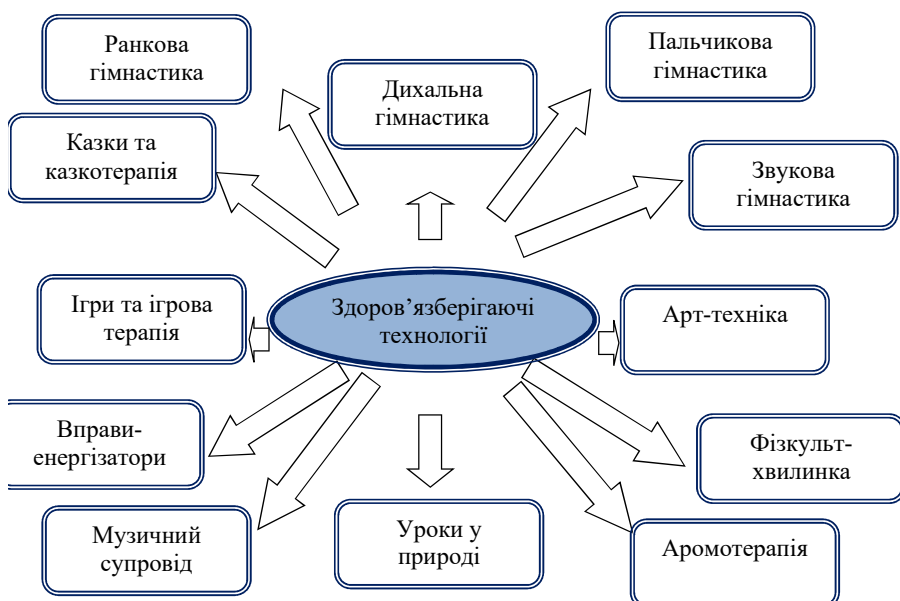 Ранкова
гімнастика
Дихальна
гімнастика
Пальчикова
гімнастика
Казки та
казкотерапія
Звукова
гімнастика
Ігри та ігрова
терапія
Здоров’язберігаючі
технології
Арт-техніка
Вправи-
енергізатори
Фізкульт-
хвилинка
Музичний
супровід
Уроки у
природі
Аромотерапія